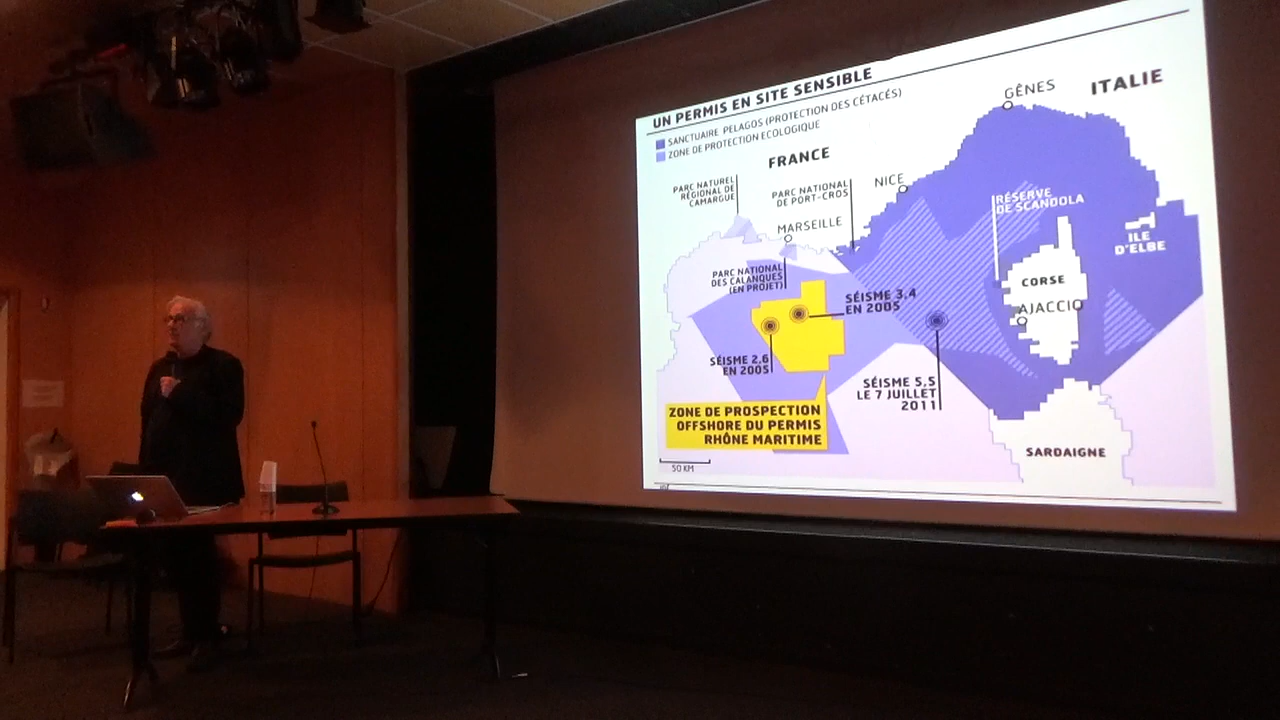 UN PERMIS EN SITE SENSIBLE
SANCTUAIRE PELAGOS (PROTECTION DES CÉTACÉS)
ZONE DE PROTECTION ECOLOGIQUE
GÊNES
ITALIE
FRANCE
NICE
PARC NATUREL
RÉGIONAL DE
CAMARGUE
PARC NATIONAL
DE PORT-CROS
MARSEILLE
RÉSERVE
DE SCANDOLA
ILE
D'ELBE
PARC NATIONAL
DES CALANQUES
(EN PROJET)
CORSE
AJACCIO
SÉISME 3,4
EN 2005
SÉISME 2,6
EN 2005
SÉISME 5,5
LE 7 JUILLET
2011
ZONE DE PROSPECTION
OFFSHORE DU PERMIS
RHÔNE MARITIME
SARDAIGNE
50 KM